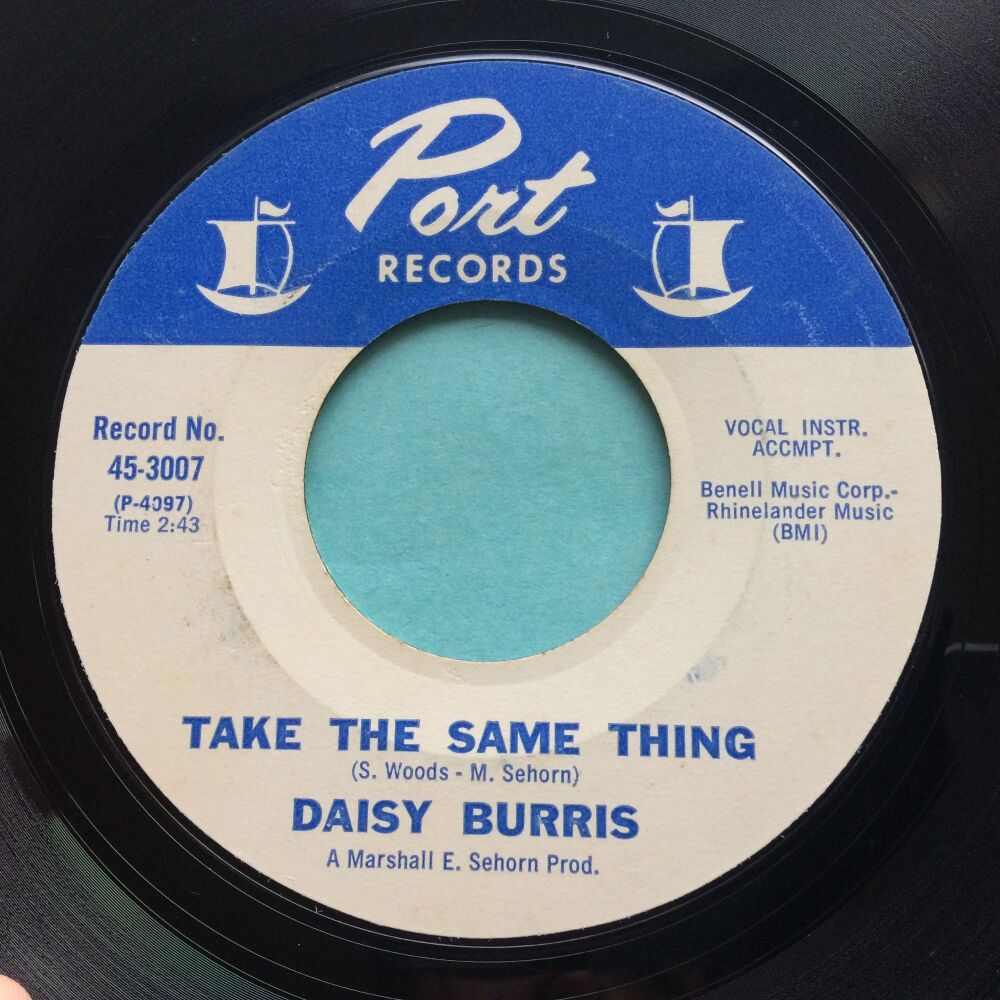 Port
RECORDS
Record No.
45-3007
(P-4097)
Time 2:43
VOCAL INSTR.
ACCMPT.
Benell Music Corp.-
Rhinelander Music
(BMI)
TAKE THE SAME THING
(S. Woods - M. Sehorn)
DAISY BURRIS
A Marshall E. Sehorn Prod.